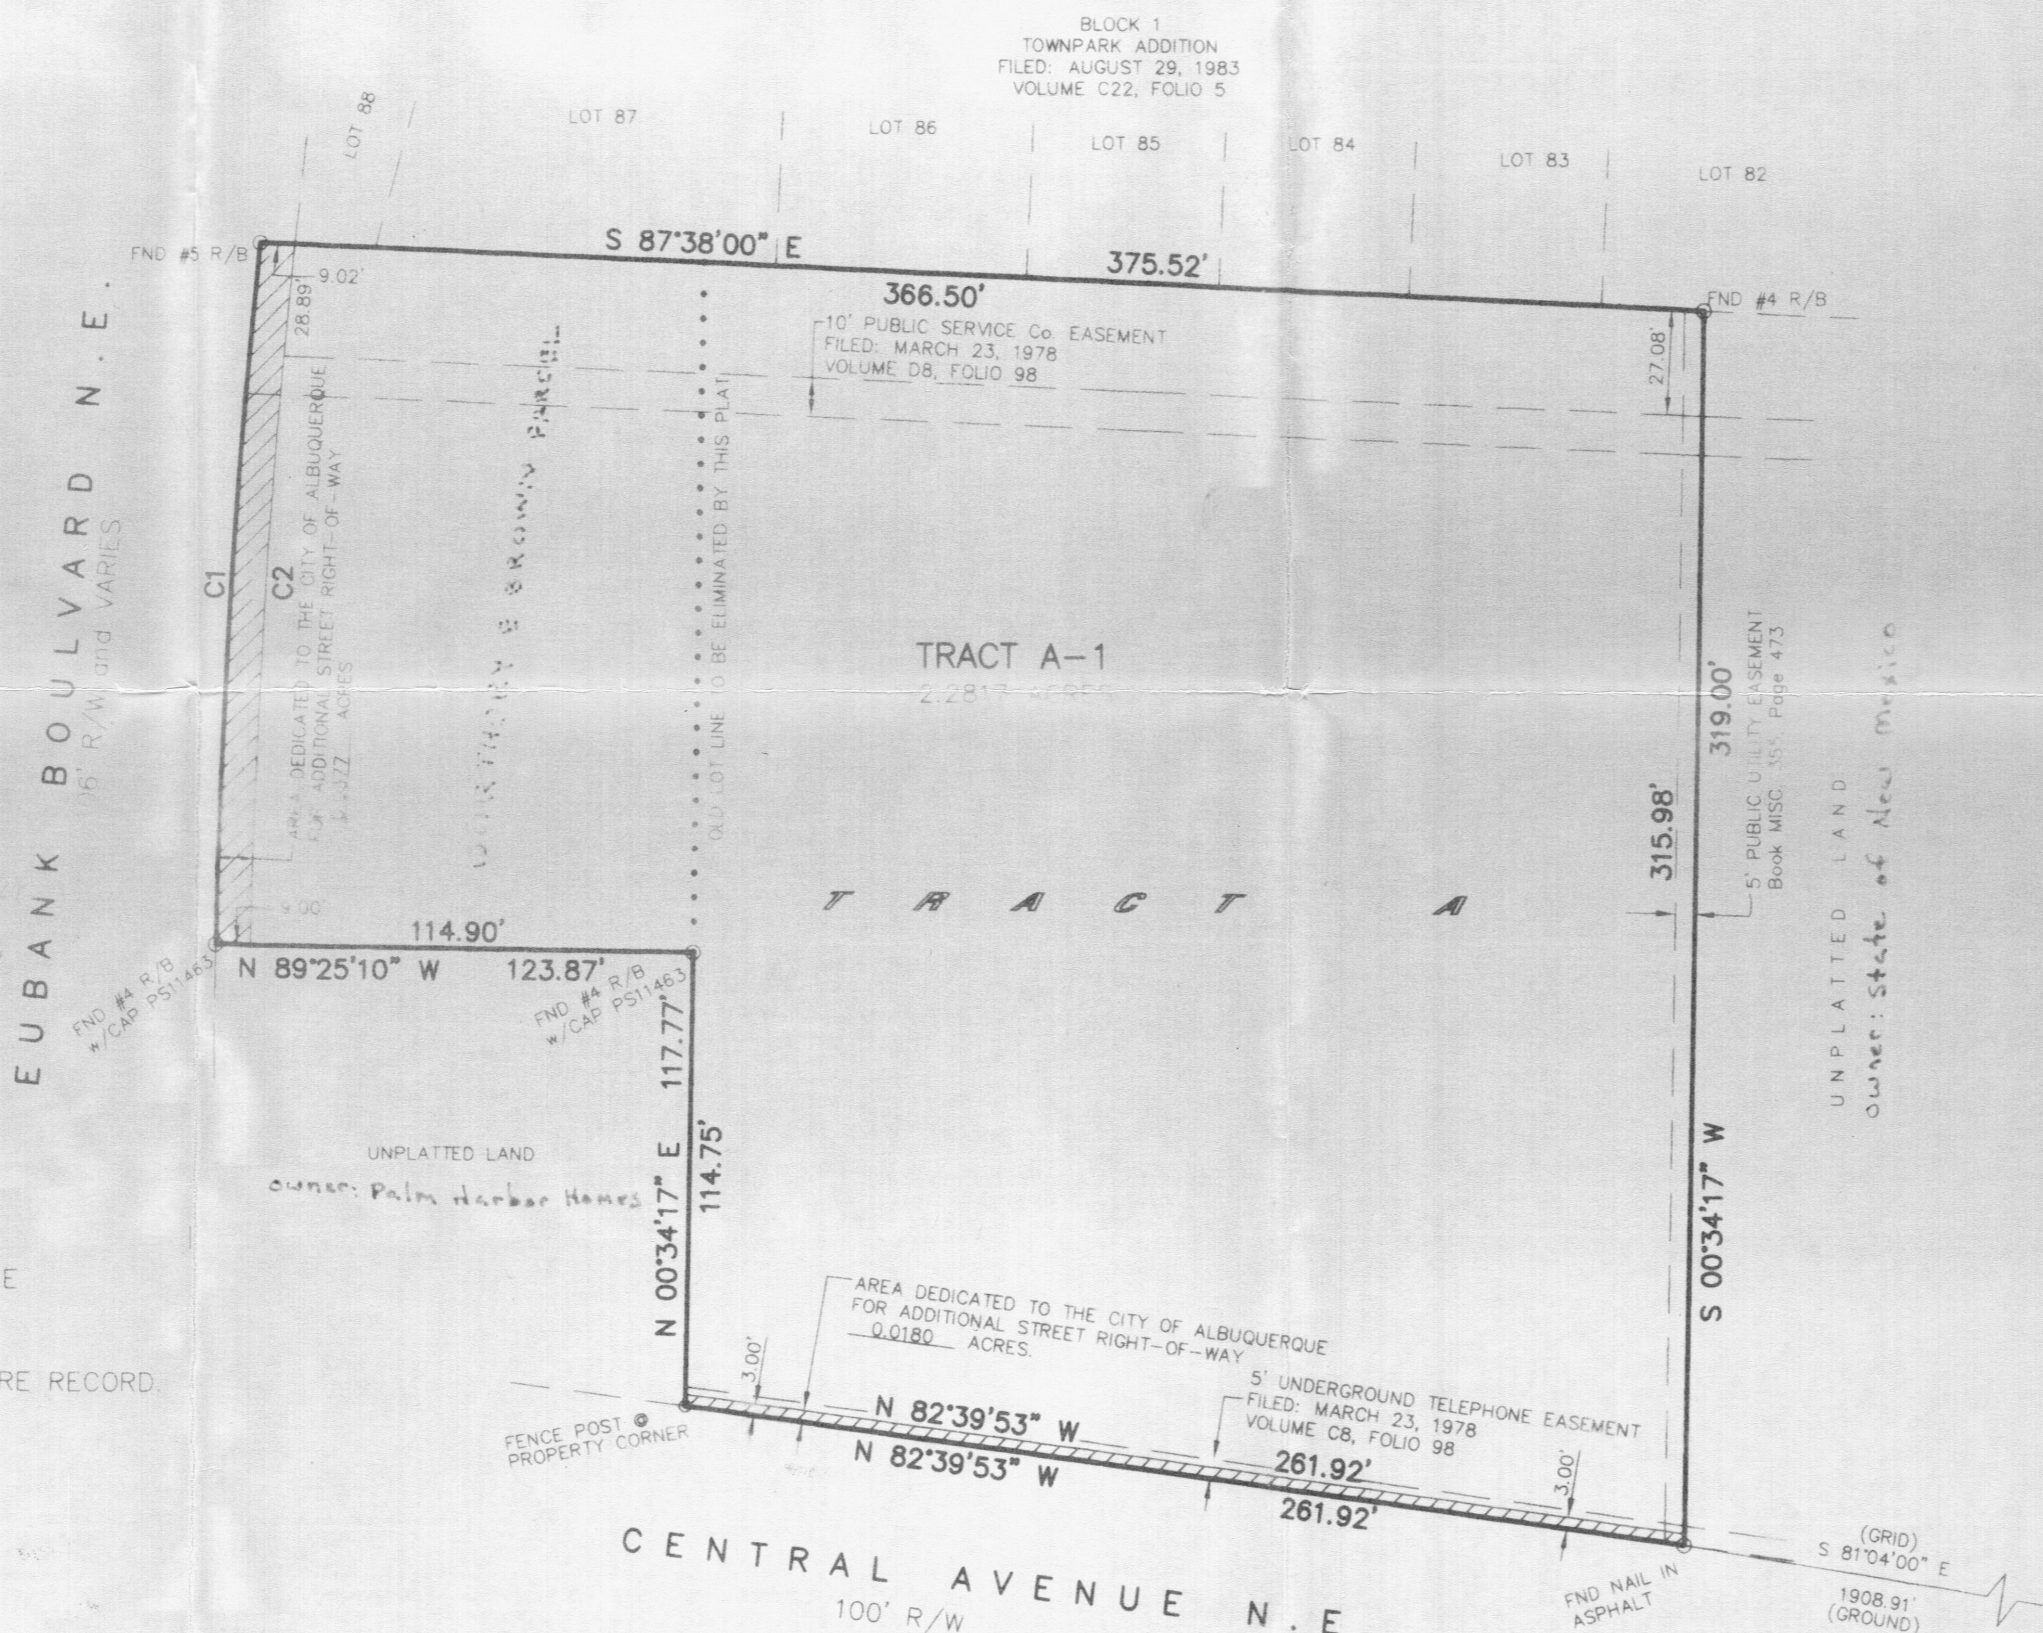 BLOCK 1
TOWNPARK ADDITION
FILED: AUGUST 29, 1983
VOLUME C22, FOLIO 5
LOT 88
LOT 87
LOT 86
LOT 85
LOT 84
LOT 83
LOT 82
FND #5 R/B
S 87°38'00" E
375.52'
366.50'
FND #4 R/B
9.02'
28.89'
27.08'
10' PUBLIC SERVICE Co. EASEMENT
FILED: MARCH 23, 1978
VOLUME D8, FOLIO 98
EUBANK BOULVARD N.E.
R/W and VARIES
C1
C2
AREA DEDICATED TO THE CITY OF ALBUQUERQUE
FOR ADDITIONAL STREET RIGHT-OF-WAY
ACRES
BROWN PARCEL
OLD LOT LINE TO BE ELIMINATED BY THIS PLAT
TRACT A-1
2.2817 ACRES
TRACT A
319.00'
315.98'
5' PUBLIC UTILITY EASEMENT
Book MISC. 355, Page 473
UNPLATTED LAND
owner: State of New Mexico
S 00°34'17" W
114.90'
N 89°25'10" W 123.87'
FND #4 R/B
w/CAP PS11463
FND #4 R/B
w/CAP PS11463
N 00°34'17" E 117.77'
114.75'
UNPLATTED LAND
owner: Palm Harbor Homes
E
RE RECORD.
AREA DEDICATED TO THE CITY OF ALBUQUERQUE
FOR ADDITIONAL STREET RIGHT-OF-WAY
0.0180 ACRES.
3.00'
5' UNDERGROUND TELEPHONE EASEMENT
FILED: MARCH 23, 1978
VOLUME C8, FOLIO 98
3.00'
N 82°39'53" W
261.92'
N 82°39'53" W
261.92'
FENCE POST @
PROPERTY CORNER
CENTRAL AVENUE N.E
100' R/W
FND NAIL IN
ASPHALT
(GRID)
S 81°04'00" E
1908.91'
(GROUND)